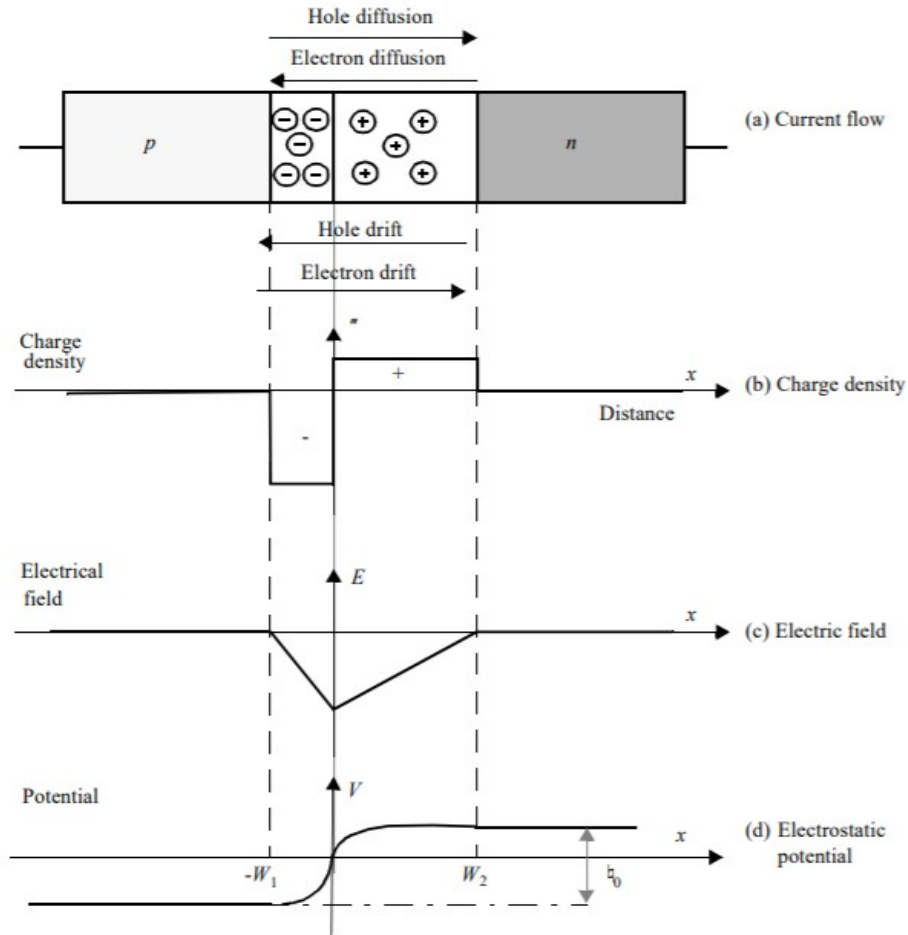 Hole diffusion
Electron diffusion
p
n
(a) Current flow
Hole drift
Electron drift
Charge
density
+
-
x
Distance
(b) Charge density
Electrical
field
E
x
(c) Electric field
Potential
V
x
(d) Electrostatic
potential
-W1
W2
0